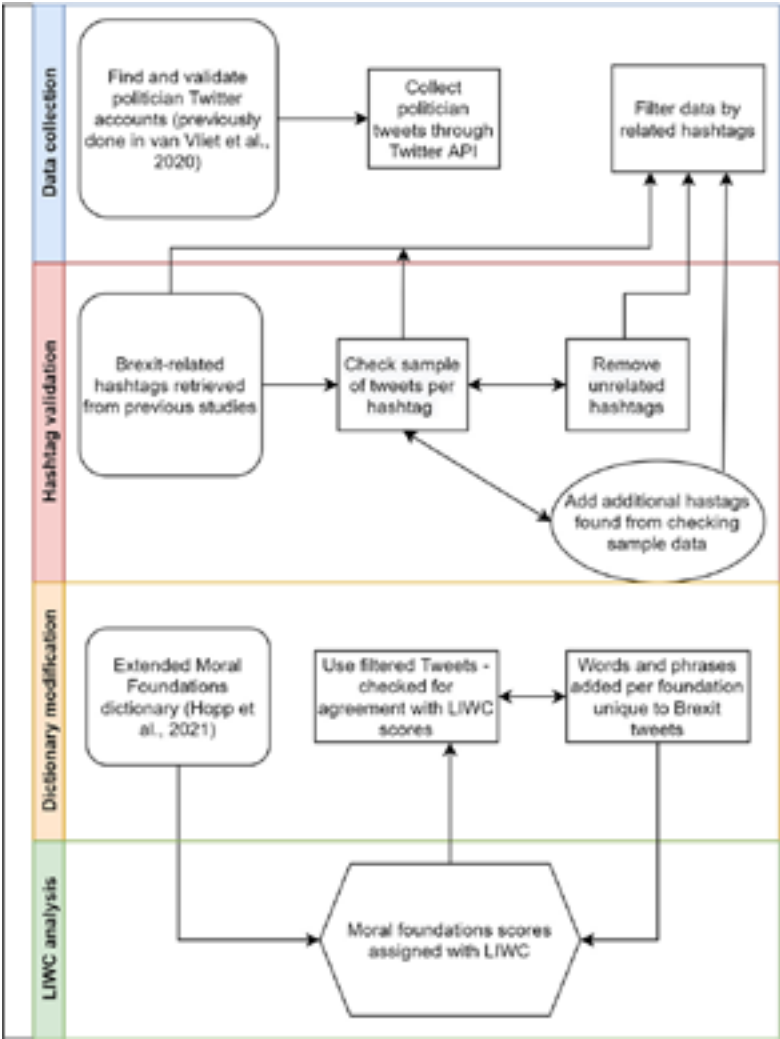 Data collection
Find and validate
politician Twitter
accounts (previously
done in van Vliet et al.,
2020)
Collect
politician
tweets through
Twitter API
Filter data by
related hashtags
Hashtag validation
Brexit-related
hashtags retrieved
from previous studies
Check sample
of tweets per
hashtag
Remove
unrelated
hashtags
Add additional hastags
found from checking
sample data
Dictionary modification
Extended Moral
Foundations
dictionary (Hopp et
al., 2021)
Use filtered Tweets -
checked for
agreement with LIWC
scores
Words and phrases
added per foundation
unique to Brexit
tweets
LIWC analysis
Moral foundations scores
assigned with LIWC